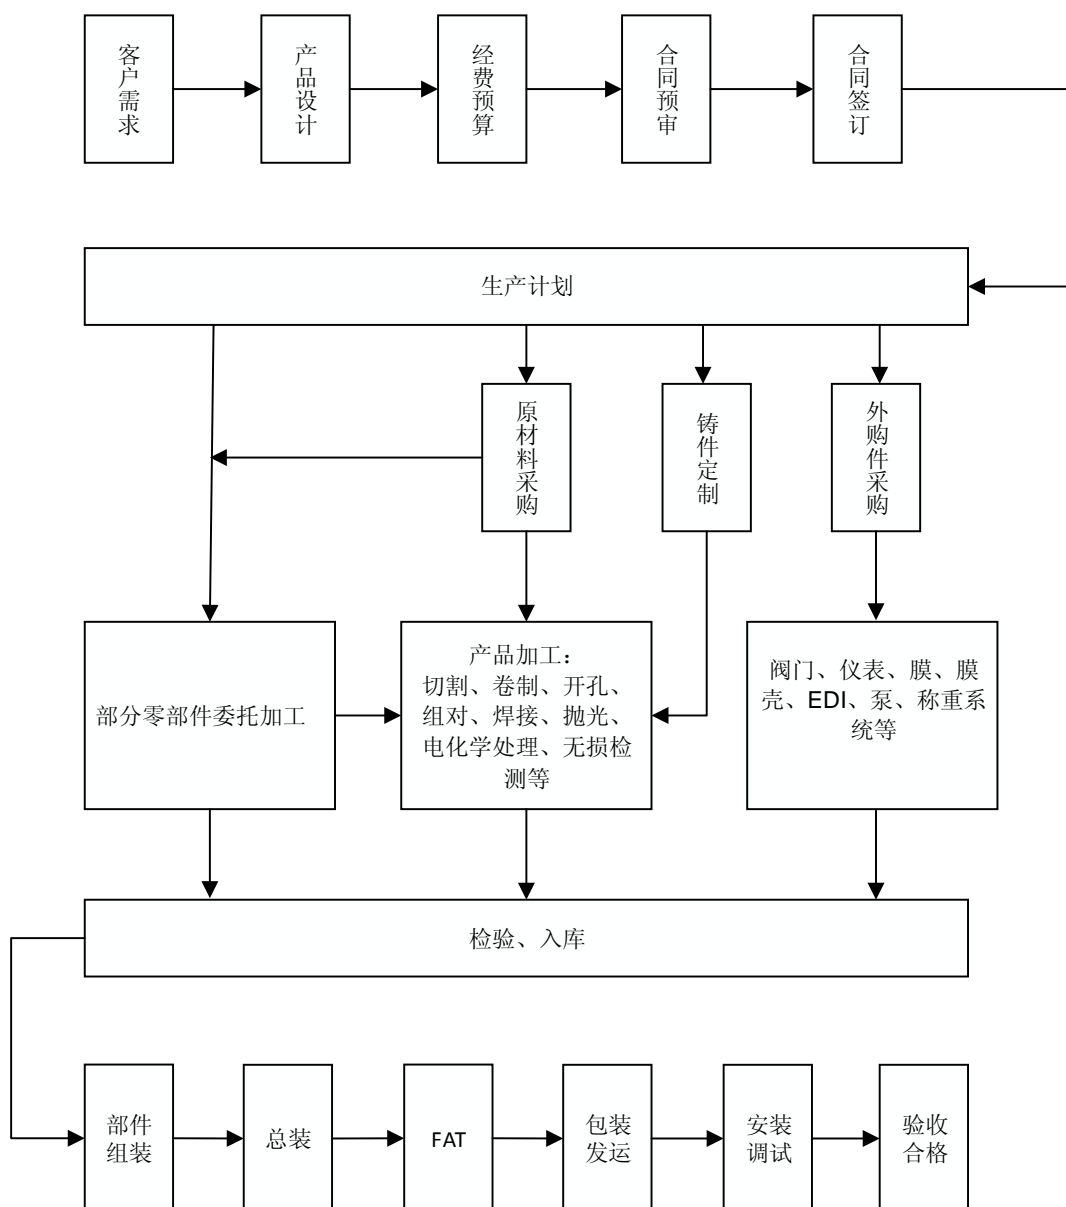 客户需求
产品设计
经费预算
合同预审
合同签订
生产计划
原材料采购
铸件定制
外购件采购
部分零部件委托加工
产品加工：
切割、卷制、开孔、
组对、焊接、抛光、
电化学处理、无损检
测等
阀门、仪表、膜、膜
壳、EDI、泵、称重系
统等
检验、入库
部件
组装
总装
FAT
包装
发运
安装
调试
验收
合格